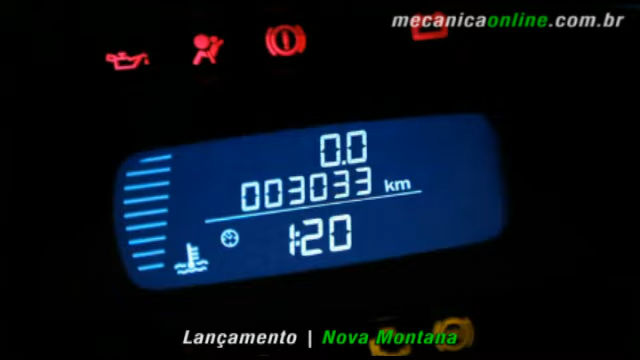 mecanicaonline.com.br
0.0
003033 km
1:20
Lançamento | Nova Montana